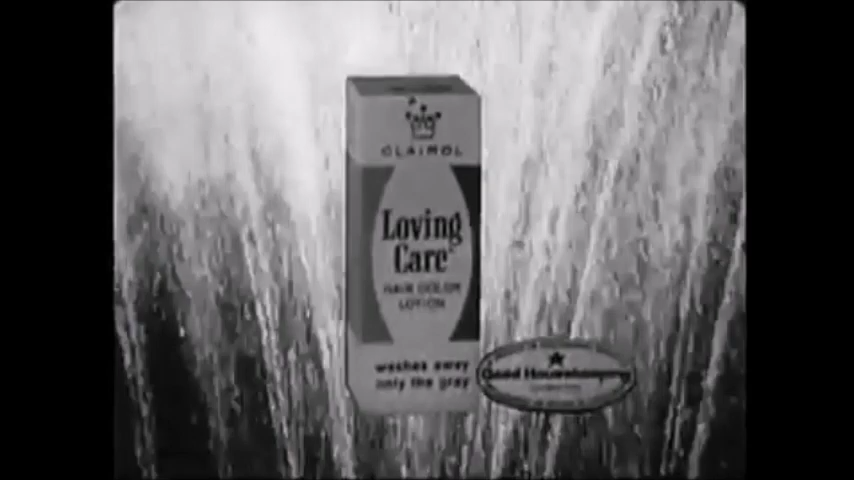 CLAIROL
Loving
Care
HAIR COLOR
LOTION
washes away
only the gray
Good Housekeeping